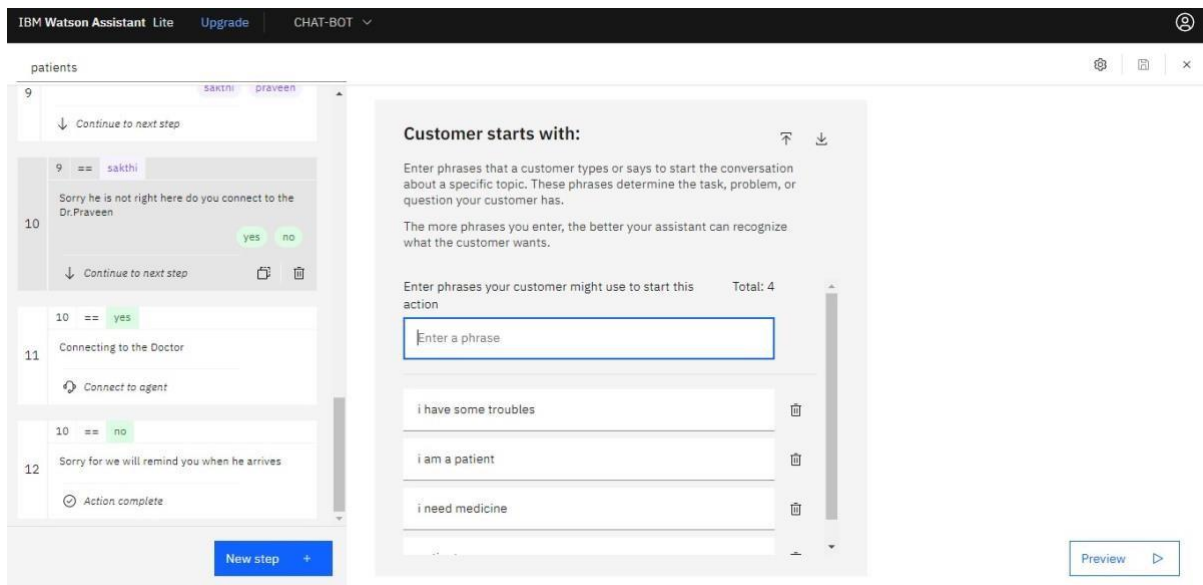 IBM Watson Assistant Lite Upgrade CHAT-BOT
patients
9 sakthi praveen
Continue to next step
9 == sakthi
Sorry he is not right here do you connect to the
Dr.Praveen
10
yes no
Continue to next step
10 == yes
Connecting to the Doctor
11
Connect to agent
10 == no
Sorry for we will remind you when he arrives
12
Action complete
New step +
Customer starts with:
Enter phrases that a customer types or says to start the conversation
about a specific topic. These phrases determine the task, problem, or
question your customer has.
The more phrases you enter, the better your assistant can recognize
what the customer wants.
Enter phrases your customer might use to start this Total: 4
action
Enter a phrase
i have some troubles
i am a patient
i need medicine
Preview